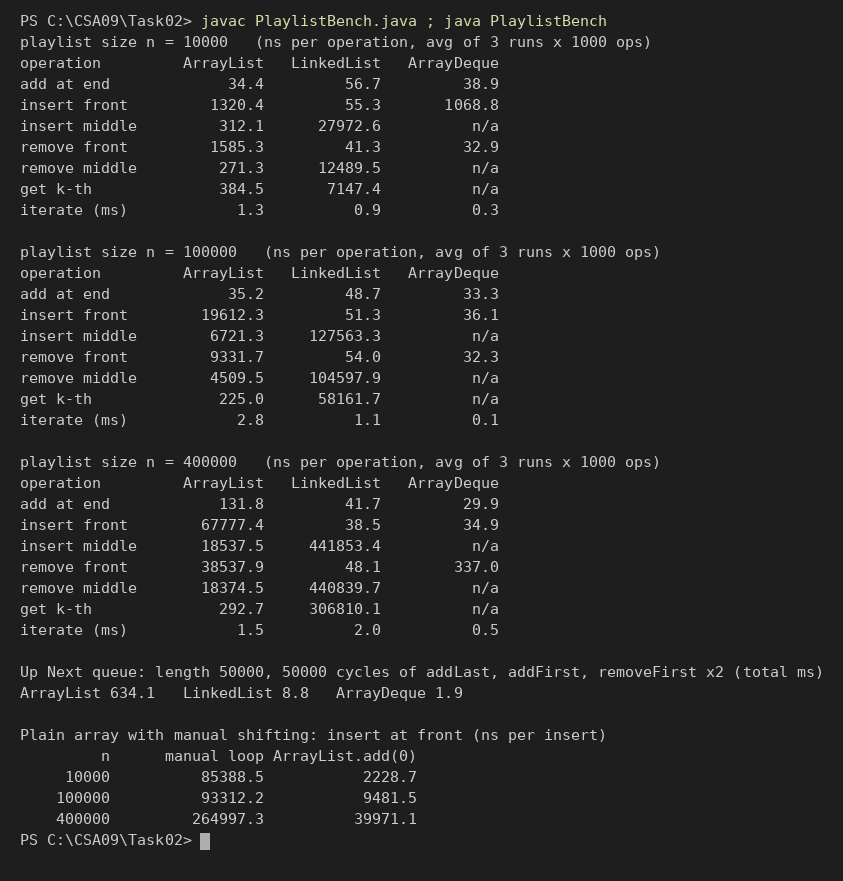 PS C:\CSA09\Task02> javac PlaylistBench.java ; java PlaylistBench
playlist size n = 10000   (ns per operation, avg of 3 runs x 1000 ops)
operation         ArrayList   LinkedList   ArrayDeque
add at end             34.4         56.7         38.9
insert front         1320.4         55.3       1068.8
insert middle         312.1      27972.6          n/a
remove front         1585.3         41.3         32.9
remove middle         271.3      12489.5          n/a
get k-th              384.5       7147.4          n/a
iterate (ms)            1.3          0.9          0.3

playlist size n = 100000   (ns per operation, avg of 3 runs x 1000 ops)
operation         ArrayList   LinkedList   ArrayDeque
add at end             35.2         48.7         33.3
insert front        19612.3         51.3         36.1
insert middle        6721.3     127563.3          n/a
remove front         9331.7         54.0         32.3
remove middle        4509.5     104597.9          n/a
get k-th              225.0      58161.7          n/a
iterate (ms)            2.8          1.1          0.1

playlist size n = 400000   (ns per operation, avg of 3 runs x 1000 ops)
operation         ArrayList   LinkedList   ArrayDeque
add at end            131.8         41.7         29.9
insert front        67777.4         38.5         34.9
insert middle       18537.5     441853.4          n/a
remove front        38537.9         48.1        337.0
remove middle       18374.5     440839.7          n/a
get k-th              292.7     306810.1          n/a
iterate (ms)            1.5          2.0          0.5

Up Next queue: length 50000, 50000 cycles of addLast, addFirst, removeFirst x2 (total ms)
ArrayList 634.1   LinkedList 8.8   ArrayDeque 1.9

Plain array with manual shifting: insert at front (ns per insert)
         n      manual loop ArrayList.add(0)
     10000          85388.5           2228.7
    100000          93312.2           9481.5
    400000         264997.3          39971.1
PS C:\CSA09\Task02>